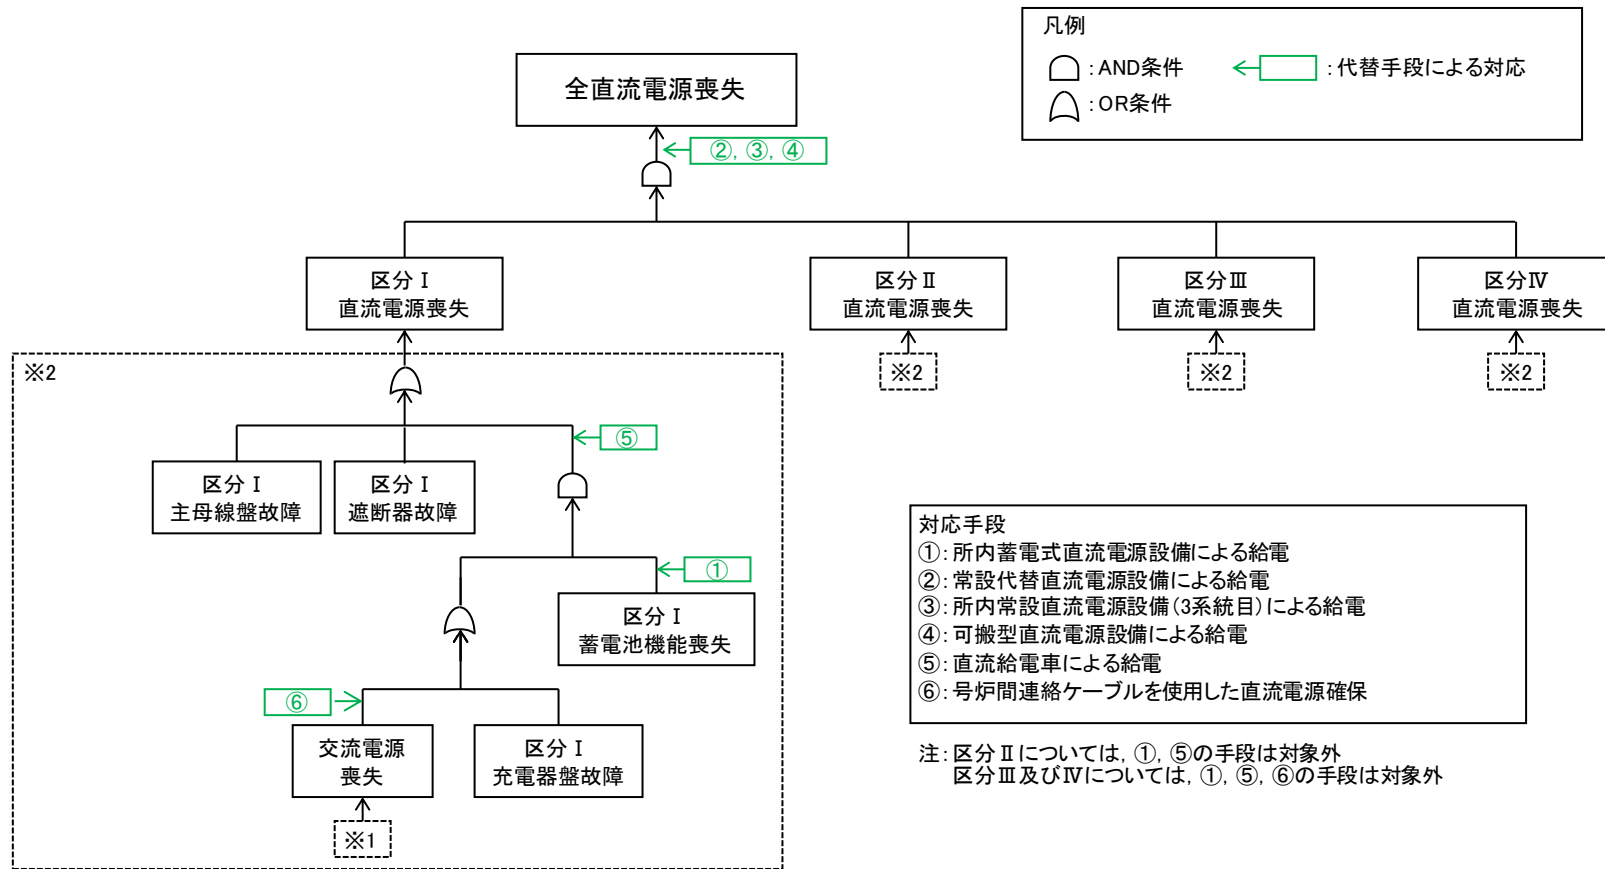 凡例
: AND条件
: 代替手段による対応
: OR条件
全直流電源喪失
②, ③, ④
区分Ⅰ
直流電源喪失
区分Ⅱ
直流電源喪失
区分Ⅲ
直流電源喪失
区分Ⅳ
直流電源喪失
※2
※2
※2
※2
⑤
区分Ⅰ
主母線盤故障
区分Ⅰ
遮断器故障
①
区分Ⅰ
蓄電池機能喪失
⑥
交流電源
喪失
区分Ⅰ
充電器盤故障
※1
対応手段
①: 所内蓄電式直流電源設備による給電
②: 常設代替直流電源設備による給電
③: 所内常設直流電源設備(3系統目)による給電
④: 可搬型直流電源設備による給電
⑤: 直流給電車による給電
⑥: 号炉間連絡ケーブルを使用した直流電源確保
注: 区分Ⅱについては, ①, ⑤の手段は対象外
区分Ⅲ及びⅣについては, ①, ⑤, ⑥の手段は対象外